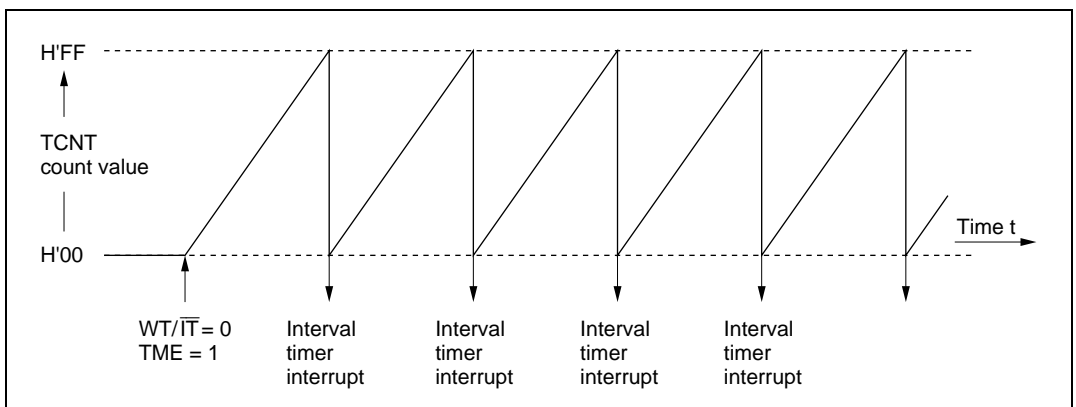 H'FF
TCNT
count value
H'00
Time t
WT/I̅T̅ = 0
TME = 1
Interval
timer
interrupt
Interval
timer
interrupt
Interval
timer
interrupt
Interval
timer
interrupt